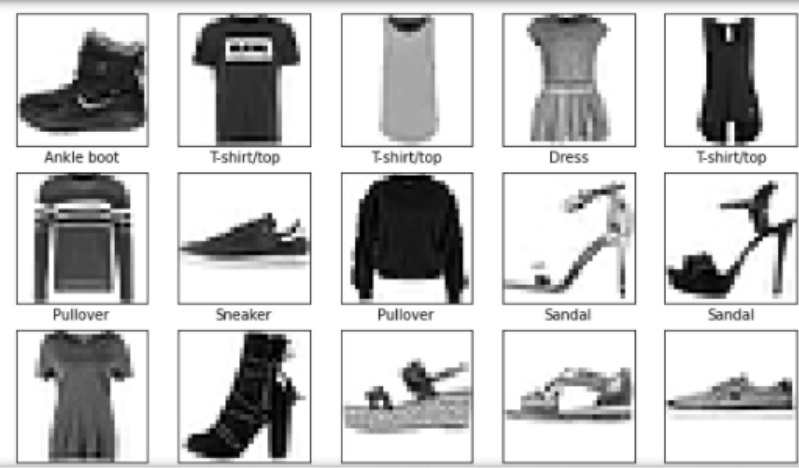 Ankle boot
T-shirt/top
T-shirt/top
Dress
T-shirt/top
Pullover
Sneaker
Pullover
Sandal
Sandal